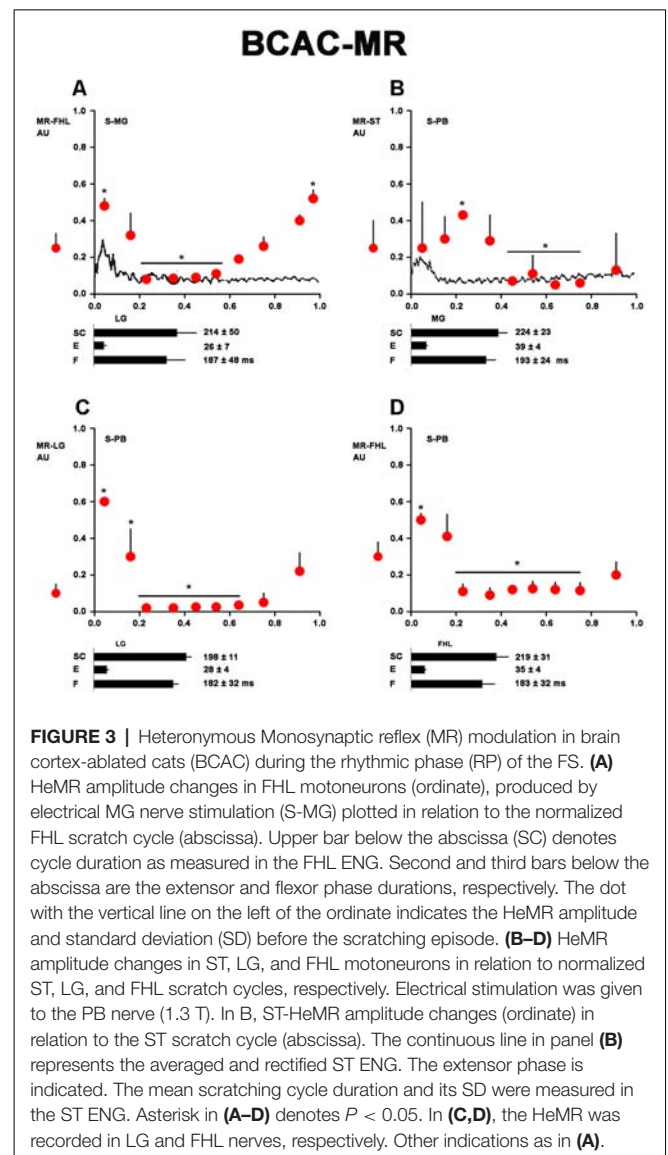 BCAC-MR
A
MR-FHL
AU
S-MG
1.0
0.8
0.6
0.4
0.2
0.0
*
*
*
0.0 0.2 0.4 0.6 0.8 1.0
LG
SC 214 ± 50
E 26 ± 7
F 187 ± 48 ms
B
MR-ST
AU
S-PB
1.0
0.8
0.6
0.4
0.2
0.0
*
*
0.0 0.2 0.4 0.6 0.8 1.0
MG
SC 224 ± 23
E 39 ± 4
F 193 ± 24 ms
C
MR-LG
AU
S-PB
1.0
0.8
0.6
0.4
0.2
0.0
*
*
*
0.0 0.2 0.4 0.6 0.8 1.0
LG
SC 198 ± 11
E 28 ± 4
F 182 ± 32 ms
D
MR-FHL
AU
S-PB
1.0
0.8
0.6
0.4
0.2
0.0
*
*
0.0 0.2 0.4 0.6 0.8 1.0
FHL
SC 219 ± 31
E 35 ± 4
F 183 ± 32 ms
FIGURE 3 | Heteronymous Monosynaptic reflex (MR) modulation in brain
cortex-ablated cats (BCAC) during the rhythmic phase (RP) of the FS. (A)
HeMR amplitude changes in FHL motoneurons (ordinate), produced by
electrical MG nerve stimulation (S-MG) plotted in relation to the normalized
FHL scratch cycle (abscissa). Upper bar below the abscissa (SC) denotes
cycle duration as measured in the FHL ENG. Second and third bars below the
abscissa are the extensor and flexor phase durations, respectively. The dot
with the vertical line on the left of the ordinate indicates the HeMR amplitude
and standard deviation (SD) before the scratching episode. (B–D) HeMR
amplitude changes in ST, LG, and FHL motoneurons in relation to normalized
ST, LG, and FHL scratch cycles, respectively. Electrical stimulation was given
to the PB nerve (1.3 T). In B, ST-HeMR amplitude changes (ordinate) in
relation to the ST scratch cycle (abscissa). The continuous line in panel (B)
represents the averaged and rectified ST ENG. The extensor phase is
indicated. The mean scratching cycle duration and its SD were measured in
the ST ENG. Asterisk in (A–D) denotes P < 0.05. In (C,D), the HeMR was
recorded in LG and FHL nerves, respectively. Other indications as in (A).